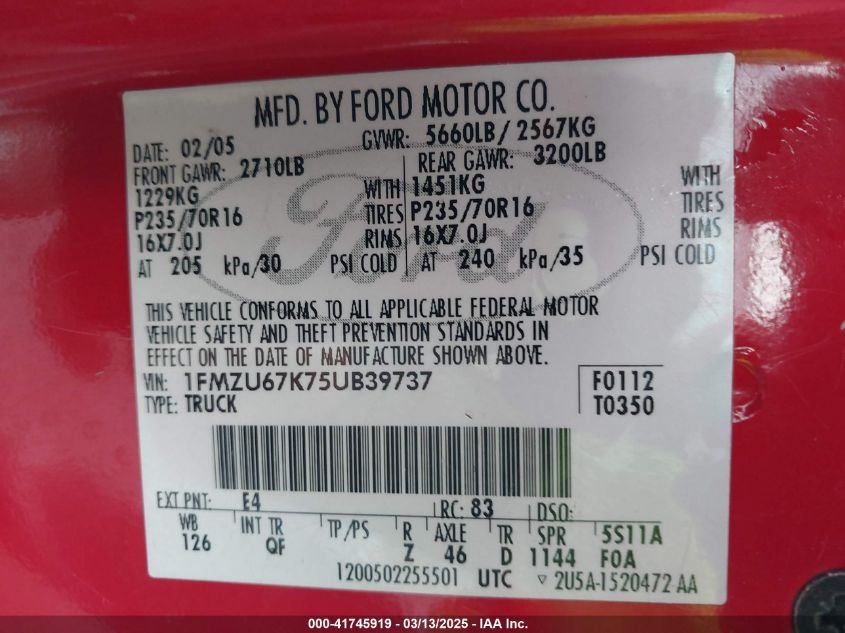 MFD. BY FORD MOTOR CO.
DATE: 02/05 GVWR: 5660LB/ 2567KG
FRONT GAWR: 2710LB REAR GAWR: 3200LB
1229KG WITH 1451KG WITH
P235/70R16 TIRES P235/70R16 TIRES
16X7.0J RIMS 16X7.0J RIMS
AT 205 kPa/30 PSI COLD AT 240 kPa/35 PSI COLD
Ford
THIS VEHICLE CONFORMS TO ALL APPLICABLE FEDERAL MOTOR
VEHICLE SAFETY AND THEFT PREVENTION STANDARDS IN
EFFECT ON THE DATE OF MANUFACTURE SHOWN ABOVE.
VIN: 1FMZU67K75UB39737 F0112
TYPE: TRUCK T0350
EXT PNT: E4 RC: 83 DSO:
WB INT TR TP/PS R AXLE TR SPR 5S11A
126 QF Z 46 D 1144 F0A
1200502255501 UTC ▽ 2U5A-1520472 AA
000-41745919 - 03/13/2025 - IAA Inc.